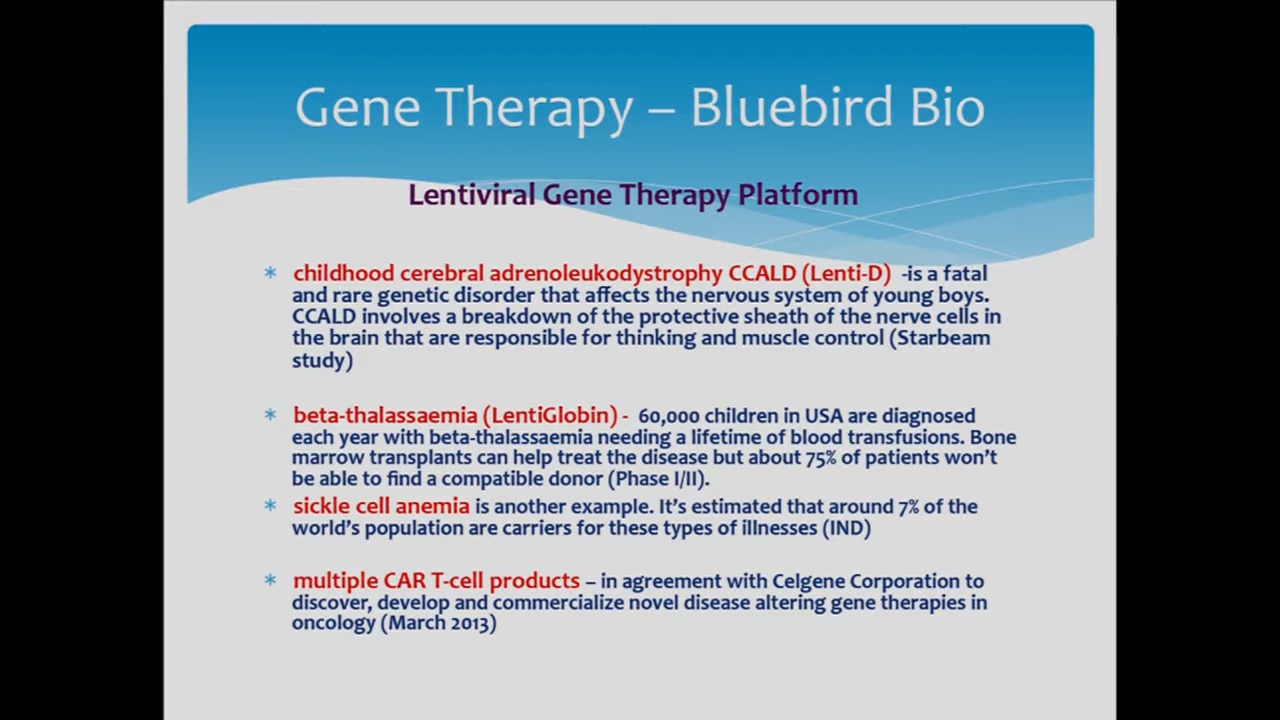 Gene Therapy – Bluebird Bio
Lentiviral Gene Therapy Platform
* childhood cerebral adrenoleukodystrophy CCALD (Lenti-D) -is a fatal
and rare genetic disorder that affects the nervous system of young boys.
CCALD involves a breakdown of the protective sheath of the nerve cells in
the brain that are responsible for thinking and muscle control (Starbeam
study)
* beta-thalassaemia (LentiGlobin) - 60,000 children in USA are diagnosed
each year with beta-thalassaemia needing a lifetime of blood transfusions. Bone
marrow transplants can help treat the disease but about 75% of patients won't
be able to find a compatible donor (Phase I/II).
* sickle cell anemia is another example. It's estimated that around 7% of the
world's population are carriers for these types of illnesses (IND)
* multiple CAR T-cell products – in agreement with Celgene Corporation to
discover, develop and commercialize novel disease altering gene therapies in
oncology (March 2013)